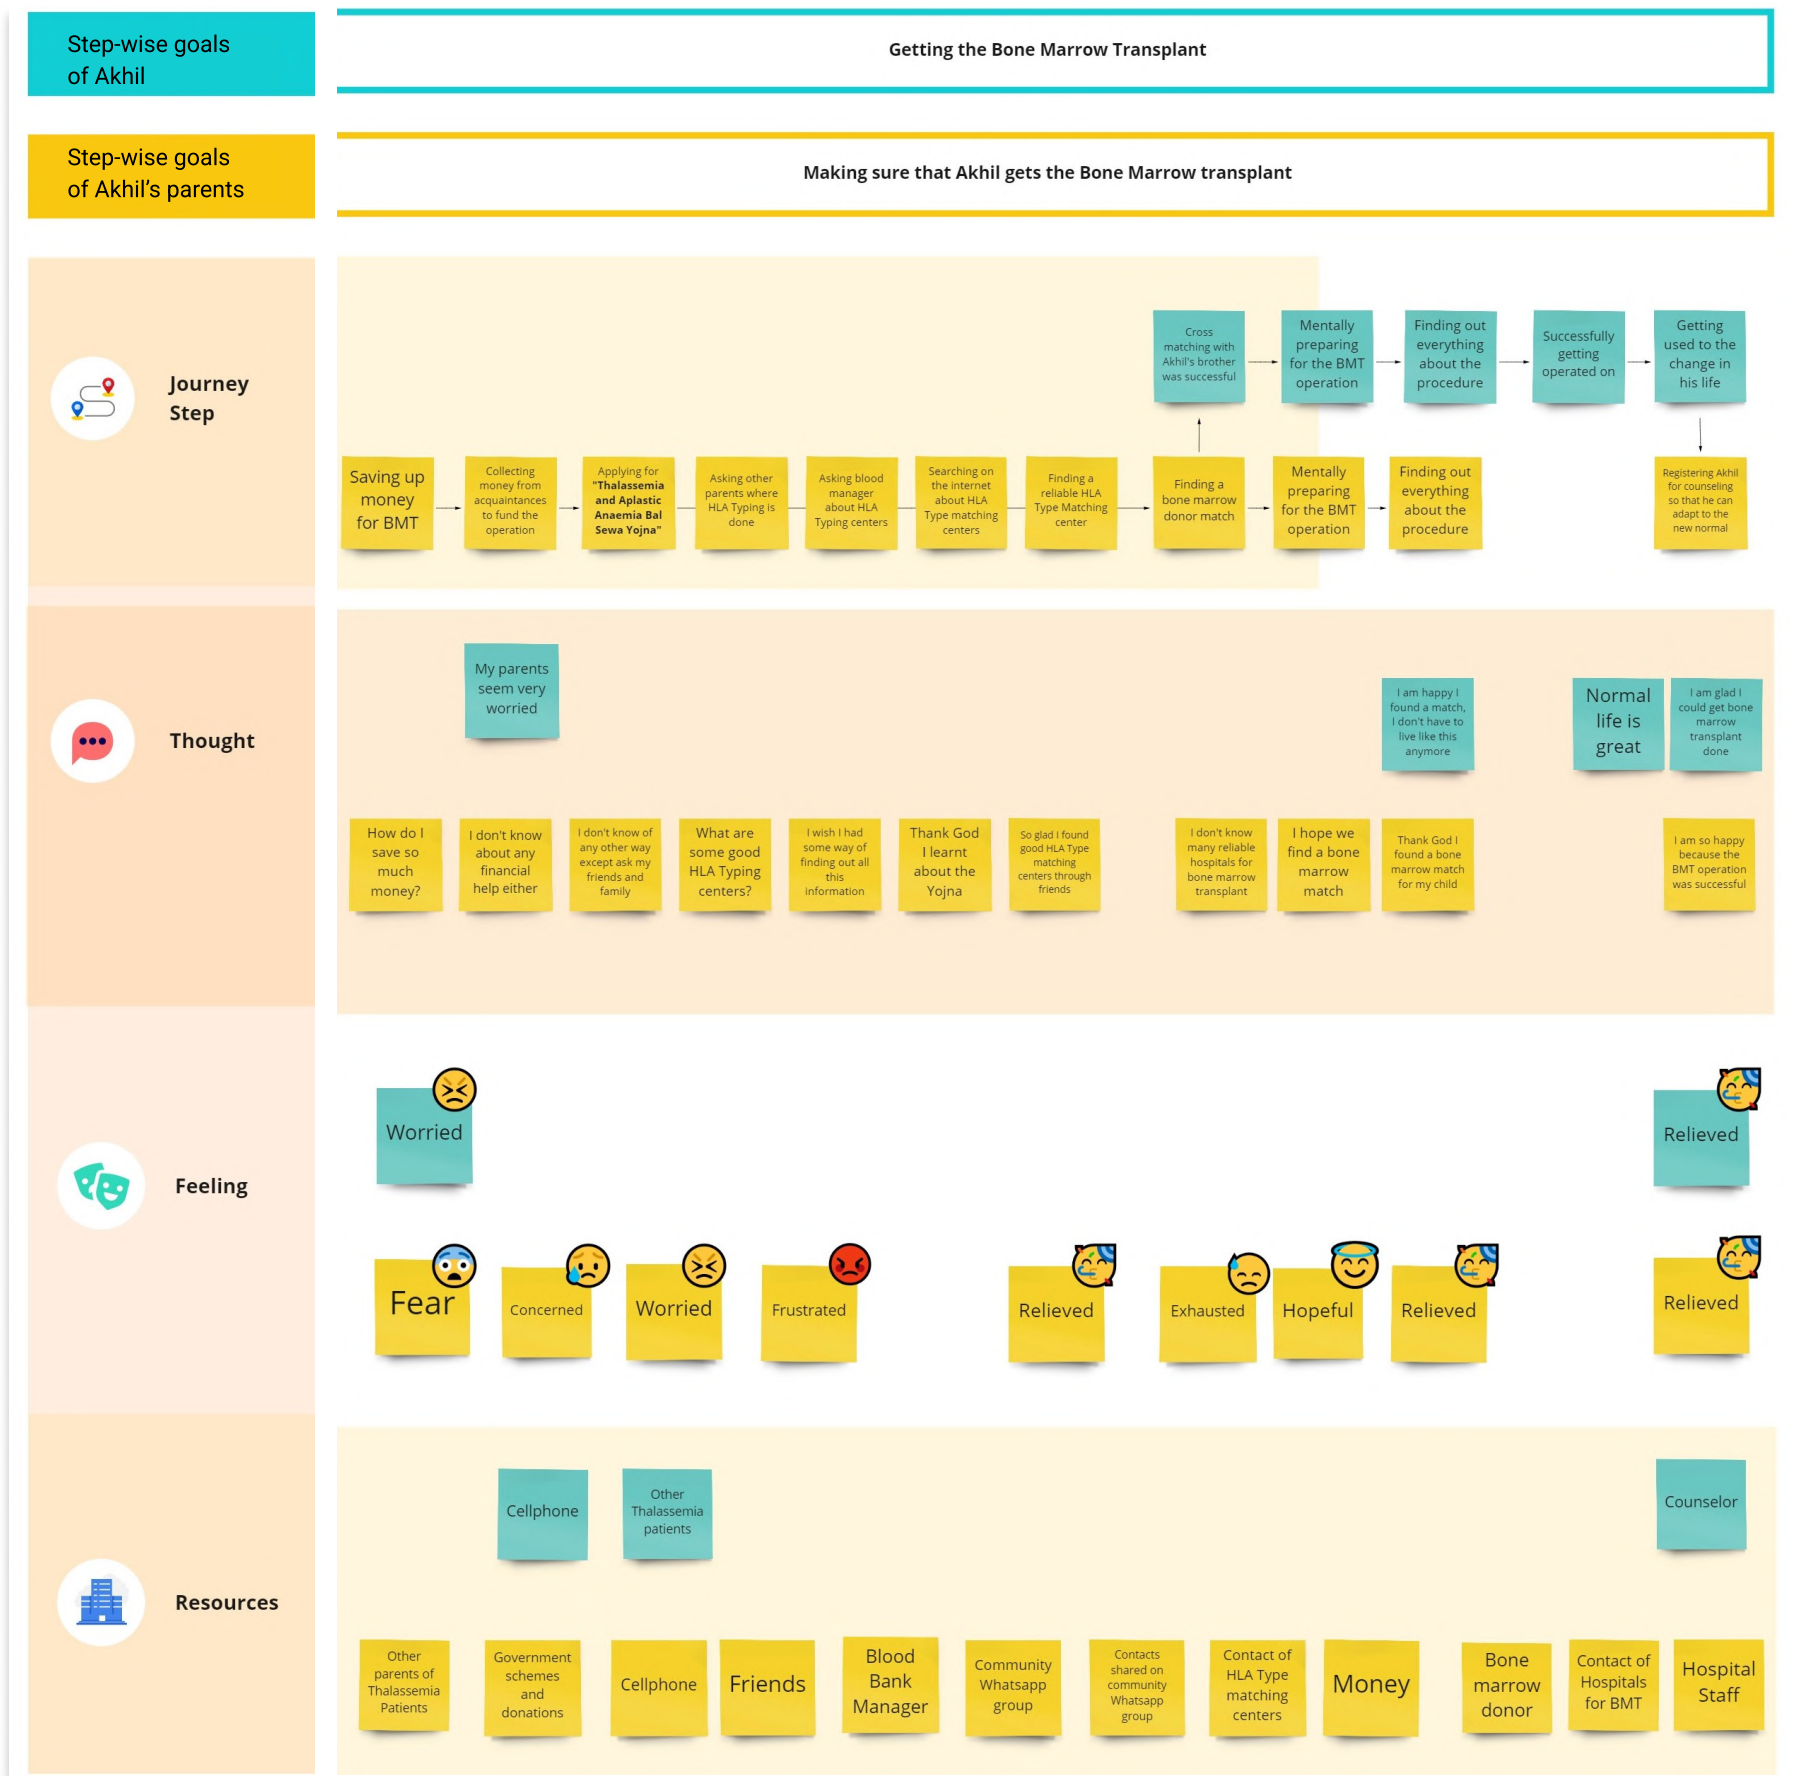 Step-wise goals
of Akhil
Getting the Bone Marrow Transplant
Step-wise goals
of Akhil’s parents
Making sure that Akhil gets the Bone Marrow transplant
Journey
Step
Cross
matching with
Akhil's brother
was successful
Mentally
preparing
for the BMT
operation
Finding out
everything
about the
procedure
Successfully
getting
operated on
Getting
used to the
change in
his life
Saving up
money
for BMT
Collecting
money from
acquaintances
to fund the
operation
Applying for
"Thalassemia
and Aplastic
Anaemia Bal
Sewa Yojna"
Asking other
parents where
HLA Typing is
done
Asking blood
manager
about HLA
Typing centers
Searching on
the internet
about HLA
Type matching
centers
Finding a
reliable HLA
Type Matching
center
Finding a
bone marrow
donor match
Mentally
preparing
for the BMT
operation
Finding out
everything
about the
procedure
Registering Akhil
for counseling
so that he can
adapt to the
new normal
Thought
My parents
seem very
worried
I am happy I
found a match,
I don't have to
live like this
anymore
Normal
life is
great
I am glad I
could get bone
marrow
transplant
done
How do I
save so
much
money?
I don't know
about any
financial
help either
I don't know of
any other way
except ask my
friends and
family
What are
some good
HLA Typing
centers?
I wish I had
some way of
finding out all
this
information
Thank God
I learnt
about the
Yojna
So glad I found
good HLA Type
matching
centers through
friends
I don't know
many reliable
hospitals for
bone marrow
transplant
I hope we
find a bone
marrow
match
Thank God I
found a bone
marrow match
for my child
I am so happy
because the
BMT operation
was successful
Feeling
Worried
Relieved
Fear
Concerned
Worried
Frustrated
Relieved
Exhausted
Hopeful
Relieved
Relieved
Resources
Cellphone
Other
Thalassemia
patients
Counselor
Other
parents of
Thalassemia
Patients
Government
schemes
and
donations
Cellphone
Friends
Blood
Bank
Manager
Community
Whatsapp
group
Contacts
shared on
community
Whatsapp
group
Contact of
HLA Type
matching
centers
Money
Bone
marrow
donor
Contact of
Hospitals
for BMT
Hospital
Staff